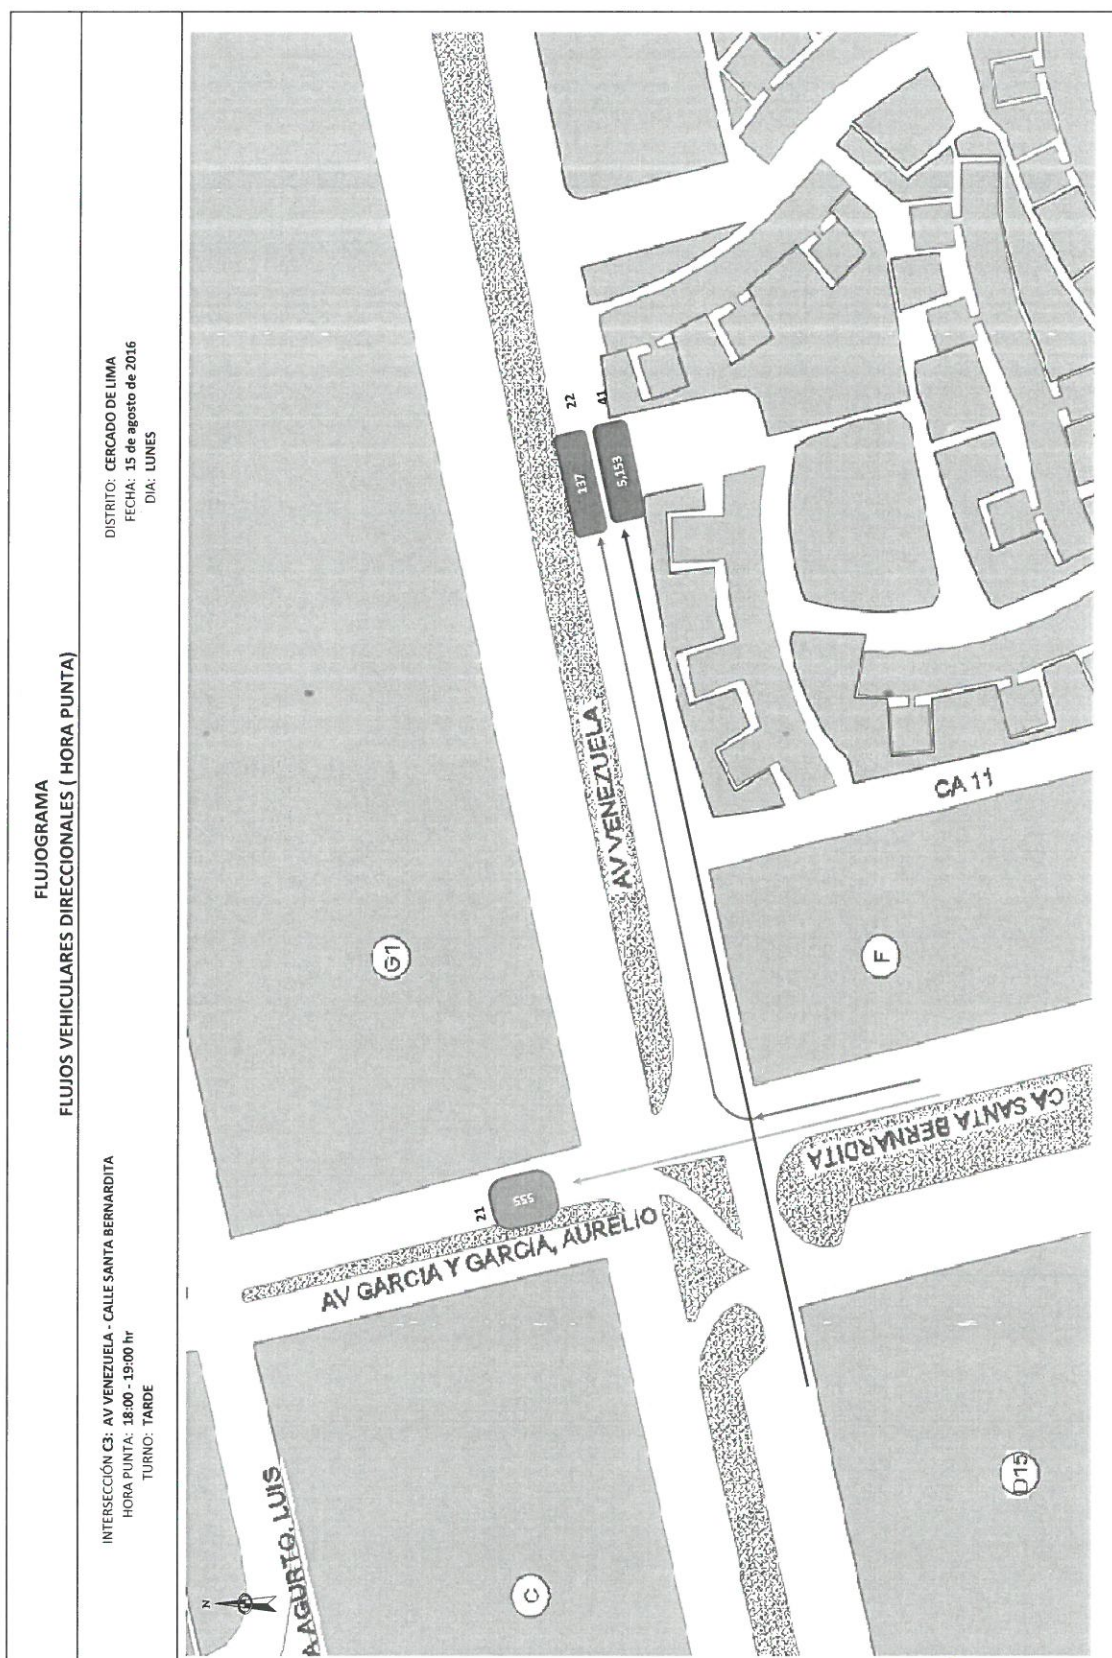 FLUJOGRAMA
FLUJOS VEHICULARES DIRECCIONALES ( HORA PUNTA)
INTERSECCIÓN C3: AV VENEZUELA - CALLE SANTA BERNARDITA
HORA PUNTA: 18:00 - 19:00 hr
TURNO: TARDE
DISTRITO: CERCADO DE LIMA
FECHA: 15 de agosto de 2016
DIA: LUNES
N
A AGURTO, LUIS
C
AV GARCIA Y GARCIA, AURELIO
21
555
G1
AV VENEZUELA
137
22
5,153
41
D15
CA SANTA BERNARDITA
F
CA 11